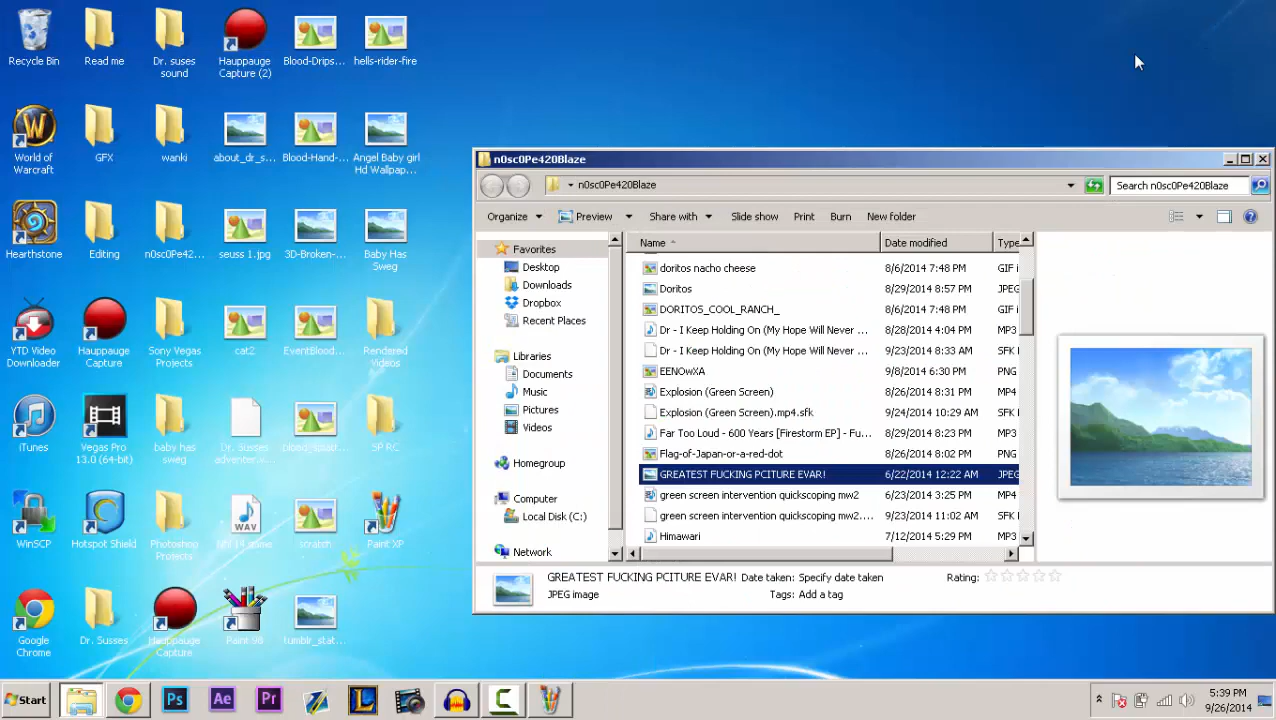 Recycle Bin
Read me
Dr. suses sound
Hauppauge Capture (2)
Blood-Drips...
hells-rider-fire
World of Warcraft
GFX
wanki
about_dr_s...
Blood-Hand-...
Angel Baby girl Hd Wallpap...
Hearthstone
Editing
n0sc0Pe42...
seuss 1.jpg
3D-Broken-...
Baby Has Sweg
YTD Video Downloader
Hauppauge Capture
Sony Vegas Projects
cat2
EventBlood...
Rendered Videos
iTunes
Vegas Pro 13.0 (64-bit)
baby has sweg
Dr. Susses adventer.v...
SP RC
WinSCP
Hotspot Shield
Photoshop Projects
WAV
scratch
Paint XP
Google Chrome
Dr. Susses
Hauppauge Capture
Paint 98
tumblr_stat...
n0sc0Pe420Blaze
n0sc0Pe420Blaze
Search n0sc0Pe420Blaze
Organize Preview Share with Slide show Print Burn New folder
Favorites
Desktop
Downloads
Dropbox
Recent Places
Libraries
Documents
Music
Pictures
Videos
Homegroup
Computer
Local Disk (C:)
Network
Name Date modified Type
doritos nacho cheese 8/6/2014 7:48 PM GIF i
Doritos 8/29/2014 8:57 PM JPEG
DORITOS_COOL_RANCH_ 8/6/2014 7:48 PM GIF i
Dr - I Keep Holding On (My Hope Will Never ... 8/28/2014 4:04 PM MP3
Dr - I Keep Holding On (My Hope Will Never ... 9/23/2014 8:33 AM SFK
EENOwXA 9/8/2014 6:30 PM PNG
Explosion (Green Screen) 8/26/2014 8:31 PM MP4
Explosion (Green Screen).mp4.sfk 9/24/2014 10:29 AM SFK
Far Too Loud - 600 Years [Firestorm EP] - Fu... 8/29/2014 8:23 PM MP3
Flag-of-Japan-or-a-red-dot 8/26/2014 8:02 PM PNG
GREATEST FUCKING PCITURE EVAR! 6/22/2014 12:22 AM JPEG
green screen intervention quickscoping mw2 6/23/2014 3:25 PM MP4
green screen intervention quickscoping mw2.... 9/23/2014 11:02 AM SFK
Himawari 7/12/2014 5:29 PM MP3
GREATEST FUCKING PCITURE EVAR! Date taken: Specify date taken Rating:
JPEG image Tags: Add a tag
Start
Ps
Ae
Pr
L
C
5:39 PM
9/26/2014